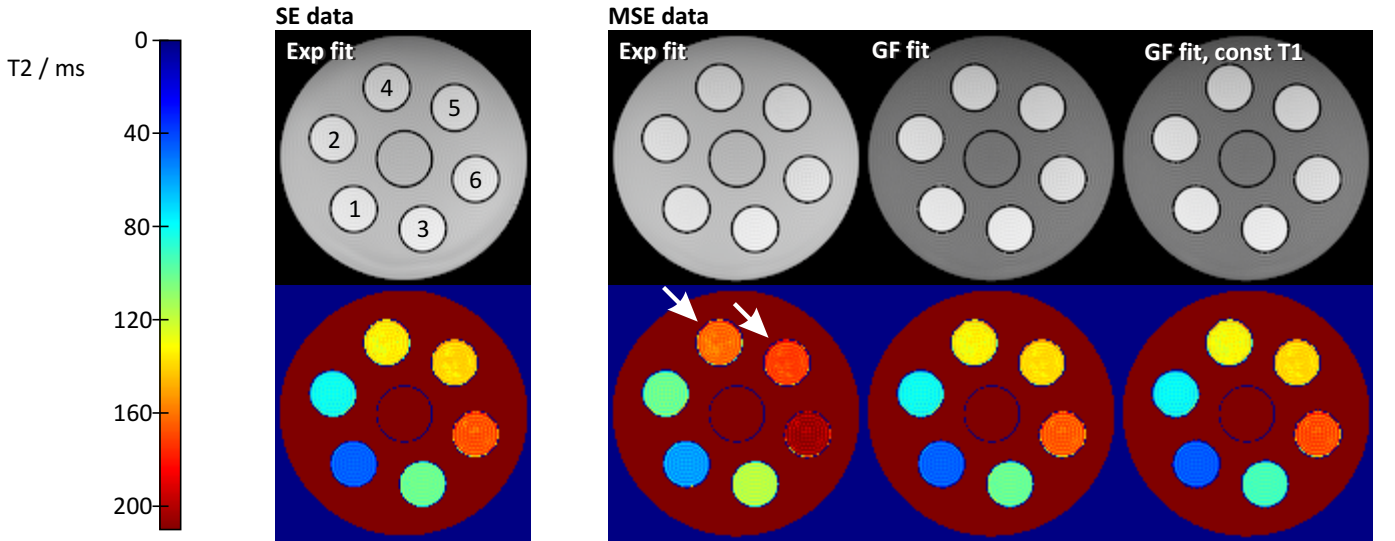 SE data
MSE data
T2 / ms
0
40
80
120
160
200
Exp fit
Exp fit
GF fit
GF fit, const T1
4
5
2
6
1
3